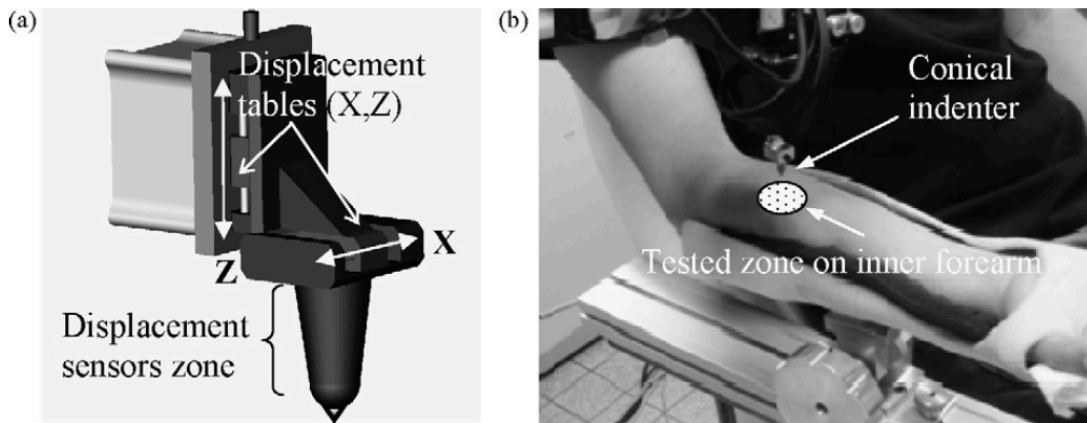 (a)
Displacement
tables (X,Z)
X
Z
Displacement
sensors zone
(b)
Conical
indenter
Tested zone on inner forearm